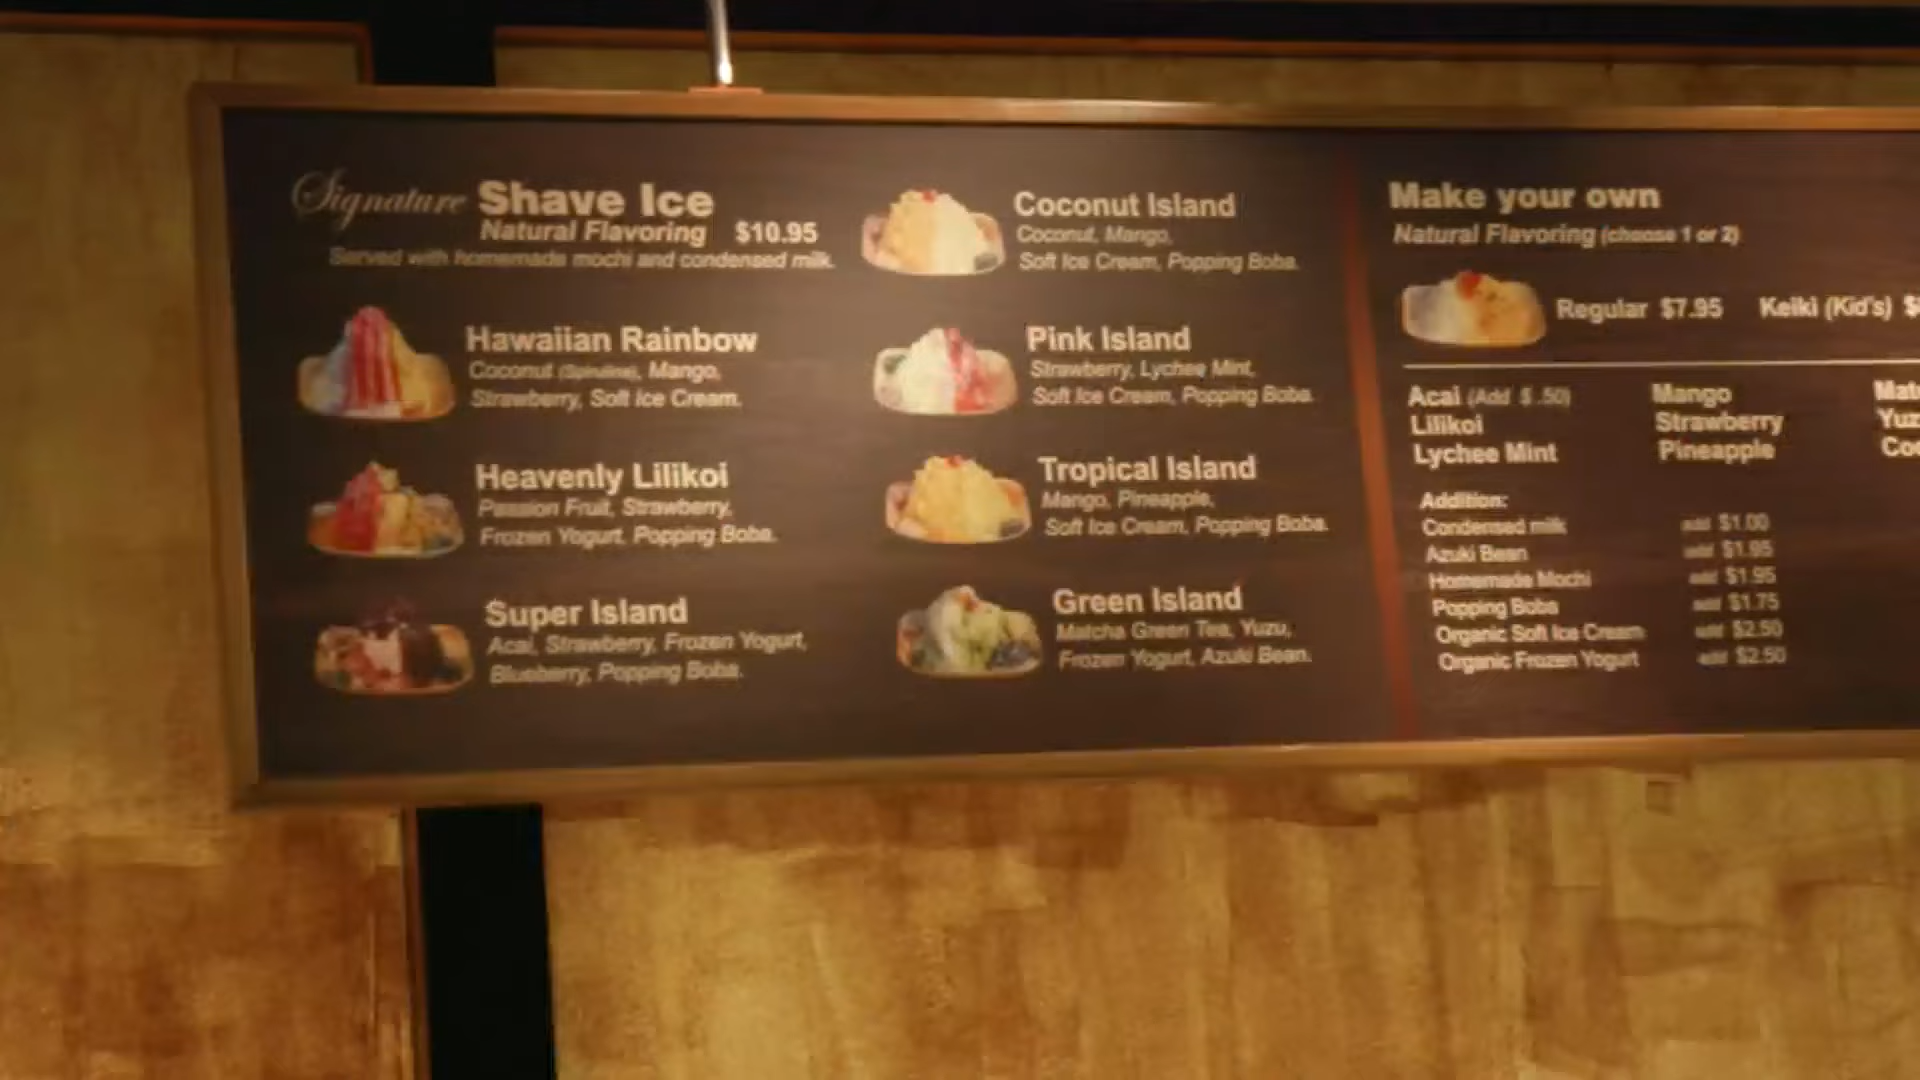 Signature Shave Ice
Natural Flavoring $10.95
Served with homemade mochi and condensed milk.
Hawaiian Rainbow
Coconut (Spirulina), Mango,
Strawberry, Soft Ice Cream.
Heavenly Lilikoi
Passion Fruit, Strawberry,
Frozen Yogurt, Popping Boba.
Super Island
Acai, Strawberry, Frozen Yogurt,
Blueberry, Popping Boba.
Coconut Island
Coconut, Mango,
Soft Ice Cream, Popping Boba.
Pink Island
Strawberry, Lychee Mint,
Soft Ice Cream, Popping Boba.
Tropical Island
Mango, Pineapple,
Soft Ice Cream, Popping Boba.
Green Island
Matcha Green Tea, Yuzu,
Frozen Yogurt, Azuki Bean.
Make your own
Natural Flavoring (choose 1 or 2)
Regular $7.95 Keiki (Kid's)
Acai (Add $ .50) Mango
Lilikoi Strawberry
Lychee Mint Pineapple
Addition:
Condensed milk add $1.00
Azuki Bean add $1.95
Homemade Mochi add $1.95
Popping Boba add $1.75
Organic Soft Ice Cream add $2.50
Organic Frozen Yogurt add $2.50